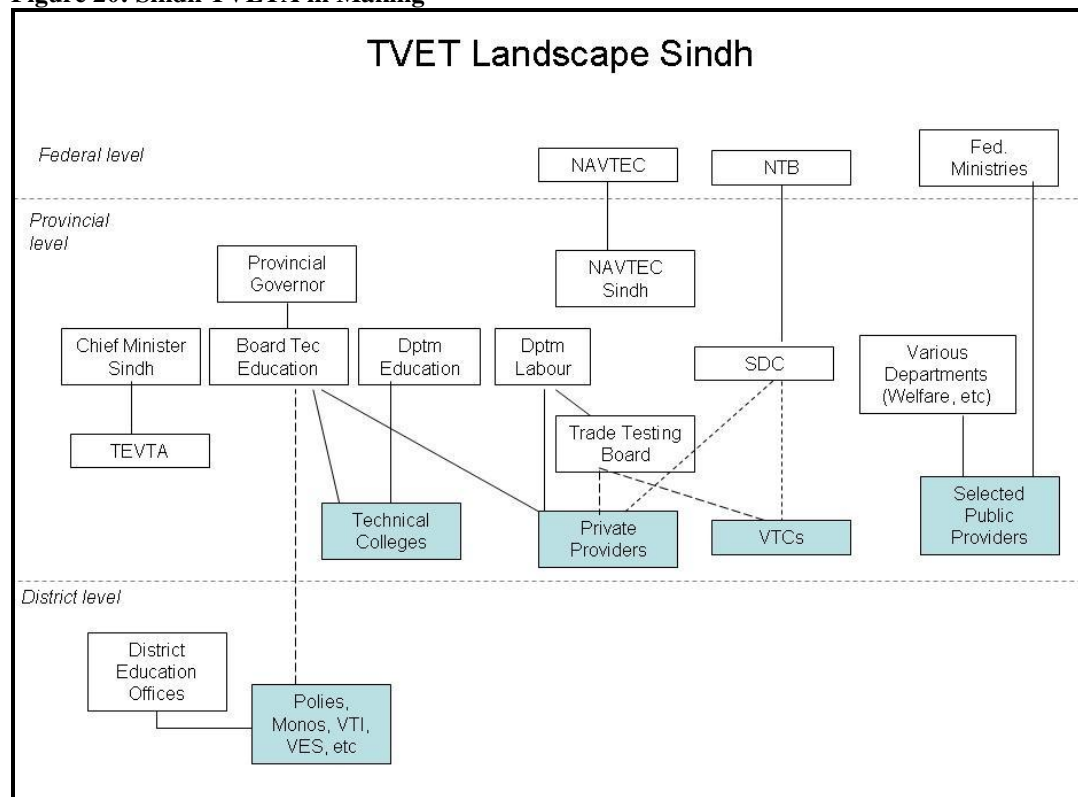 Figure 20: Sindh TVETA in Making
TVET Landscape Sindh
Federal level
NAVTEC
NTB
Fed.
Ministries
Provincial
level
Provincial
Governor
NAVTEC
Sindh
Chief Minister
Sindh
Board Tec
Education
Dptm
Education
Dptm
Labour
SDC
Various
Departments
(Welfare, etc)
TEVTA
Trade Testing
Board
Technical
Colleges
Private
Providers
VTCs
Selected
Public
Providers
District level
District
Education
Offices
Polies,
Monos, VTI,
VES, etc